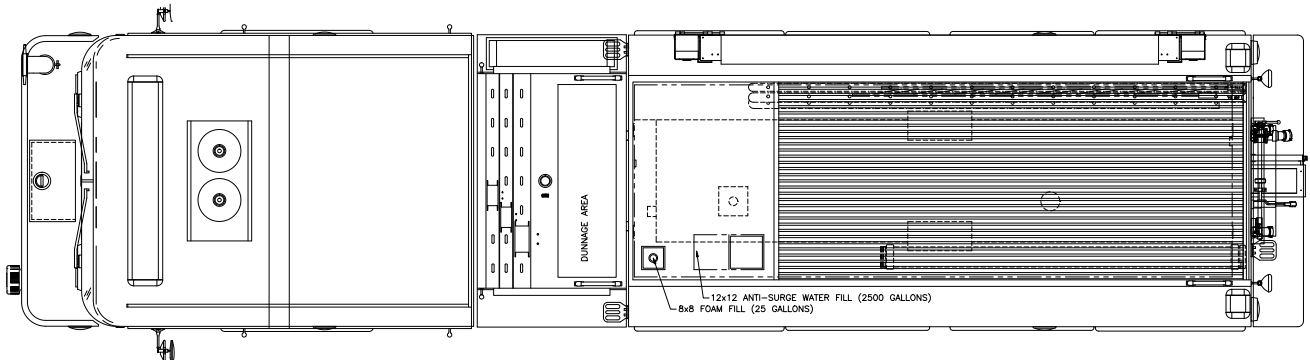 DUNNAGE AREA
12x12 ANTI-SURGE WATER FILL (2500 GALLONS)
8x8 FOAM FILL (25 GALLONS)